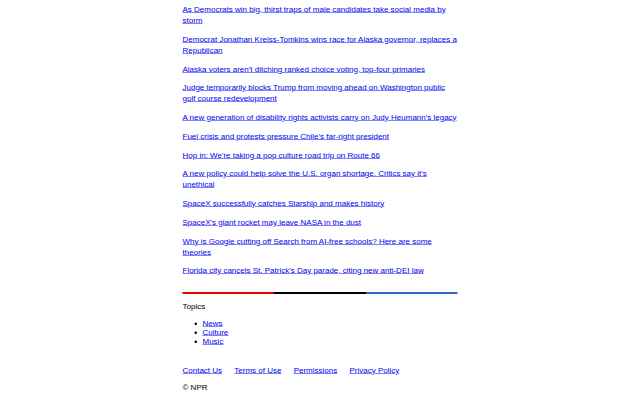 As Democrats win big, thirst traps of male candidates take social media by
storm
Democrat Jonathan Kreiss-Tomkins wins race for Alaska governor, replaces a
Republican
Alaska voters aren't ditching ranked choice voting, top-four primaries
Judge temporarily blocks Trump from moving ahead on Washington public
golf course redevelopment
A new generation of disability rights activists carry on Judy Heumann's legacy
Fuel crisis and protests pressure Chile's far-right president
Hop in: We're taking a pop culture road trip on Route 66
A new policy could help solve the U.S. organ shortage. Critics say it's
unethical
SpaceX successfully catches Starship and makes history
SpaceX's giant rocket may leave NASA in the dust
Why is Google cutting off Search from AI-free schools? Here are some
theories
Florida city cancels St. Patrick's Day parade, citing new anti-DEI law
Topics
News
Culture
Music
Contact Us Terms of Use Permissions Privacy Policy
© NPR